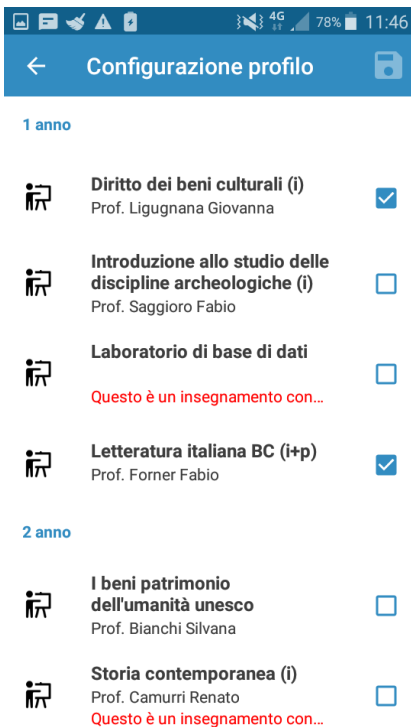 4G 78% 11:46
Configurazione profilo
1 anno
Diritto dei beni culturali (i)
Prof. Ligugnana Giovanna
Introduzione allo studio delle
discipline archeologiche (i)
Prof. Saggioro Fabio
Laboratorio di base di dati
Questo è un insegnamento con...
Letteratura italiana BC (i+p)
Prof. Forner Fabio
2 anno
I beni patrimonio
dell'umanità unesco
Prof. Bianchi Silvana
Storia contemporanea (i)
Prof. Camurri Renato
Questo è un insegnamento con...